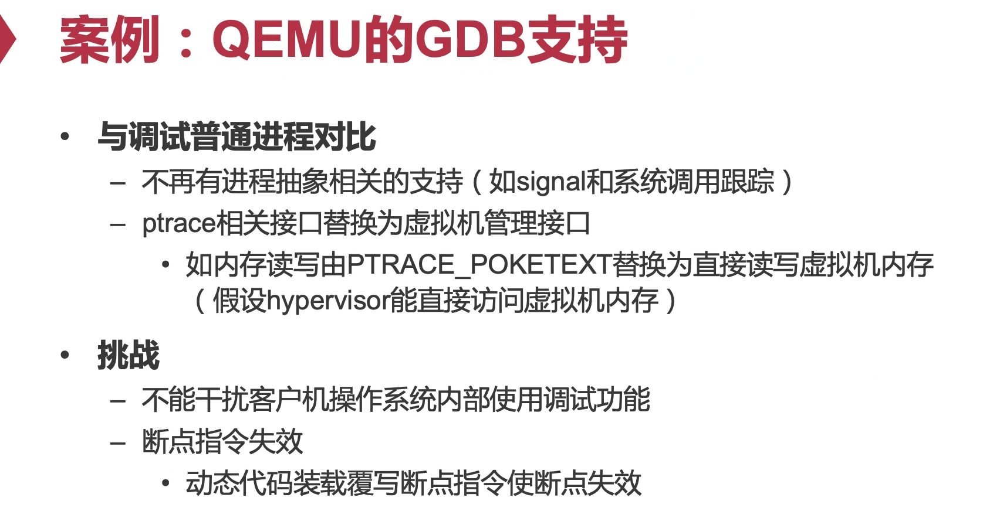 案例：QEMU的GDB支持
• 与调试普通进程对比
– 不再有进程抽象相关的支持（如signal和系统调用跟踪）
– ptrace相关接口替换为虚拟机管理接口
• 如内存读写由PTRACE_POKETEXT替换为直接读写虚拟机内存
（假设hypervisor能直接访问虚拟机内存）
• 挑战
– 不能干扰客户机操作系统内部使用调试功能
– 断点指令失效
• 动态代码装载覆写断点指令使断点失效